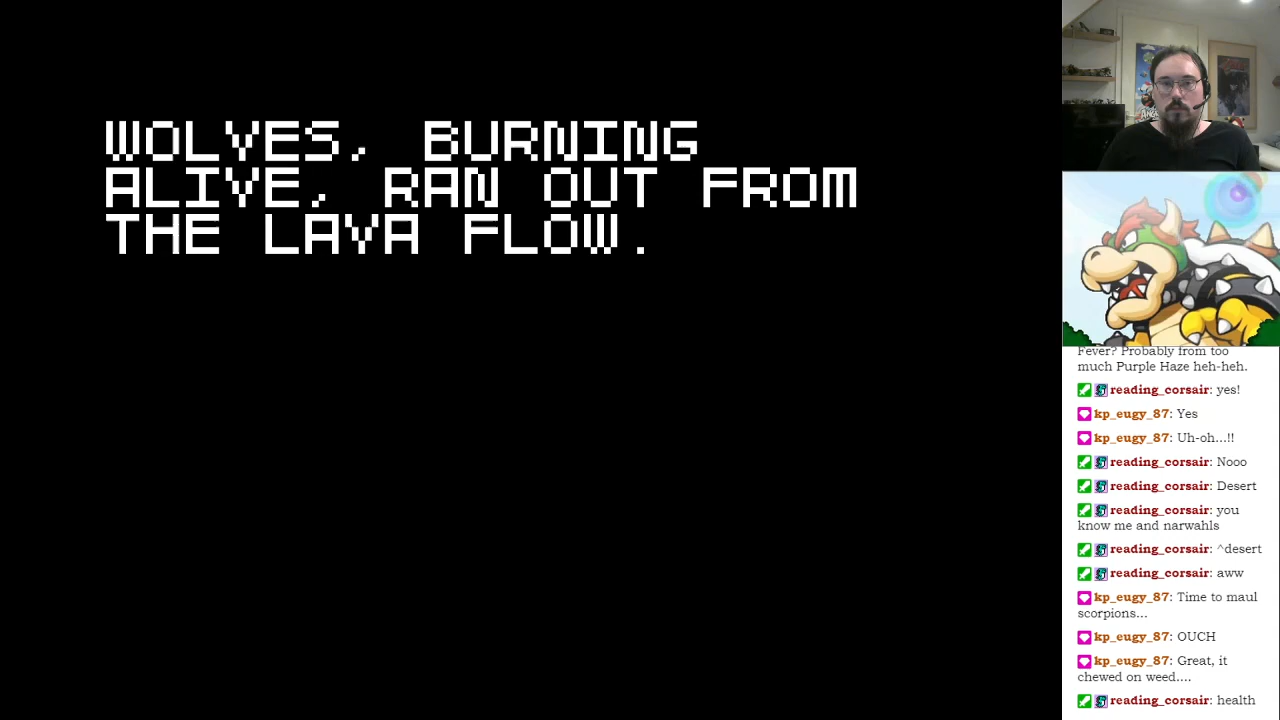 WOLVES, BURNING
ALIVE, RAN OUT FROM
THE LAVA FLOW.
Fever? Probably from too
much Purple Haze heh-heh.
reading_corsair: yes!
kp_eugy_87: Yes
kp_eugy_87: Uh-oh...!!
reading_corsair: Nooo
reading_corsair: Desert
reading_corsair: you
know me and narwahls
reading_corsair: ^desert
reading_corsair: aww
kp_eugy_87: Time to maul
scorpions...
kp_eugy_87: OUCH
kp_eugy_87: Great, it
chewed on weed....
reading_corsair: health